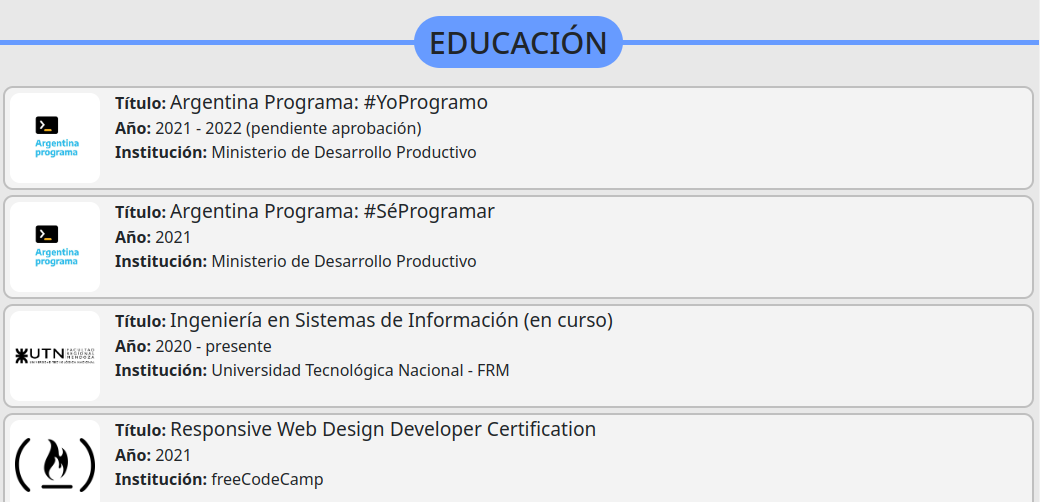 EDUCACIÓN
Título: Argentina Programa: #YoProgramo
Año: 2021 - 2022 (pendiente aprobación)
Institución: Ministerio de Desarrollo Productivo
Argentina
programa
Título: Argentina Programa: #SéProgramar
Año: 2021
Institución: Ministerio de Desarrollo Productivo
Argentina
programa
Título: Ingeniería en Sistemas de Información (en curso)
Año: 2020 - presente
Institución: Universidad Tecnológica Nacional - FRM
UTN
FACULTAD
REGIONAL
MENDOZA
Título: Responsive Web Design Developer Certification
Año: 2021
Institución: freeCodeCamp